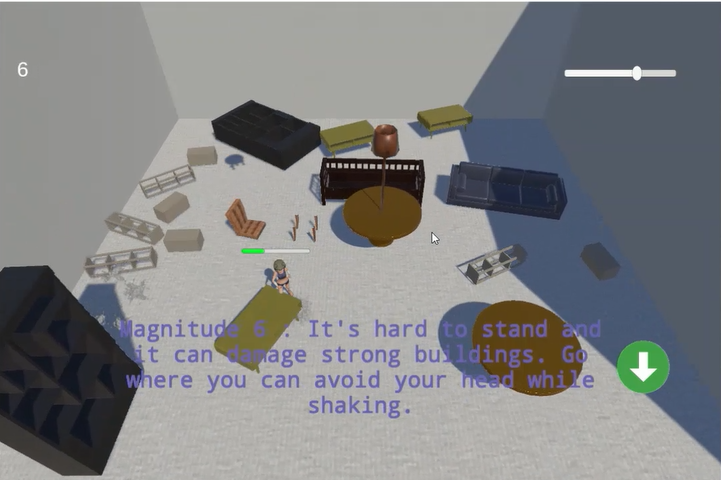 6
Magnitude 6 : It's hard to stand and
it can damage strong buildings. Go
where you can avoid your head while
shaking.